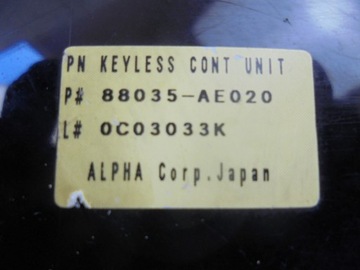 PN KEYLESS CONT UNIT
P# 88035-AE020
L# 0C03033K
ALPHA Corp.Japan